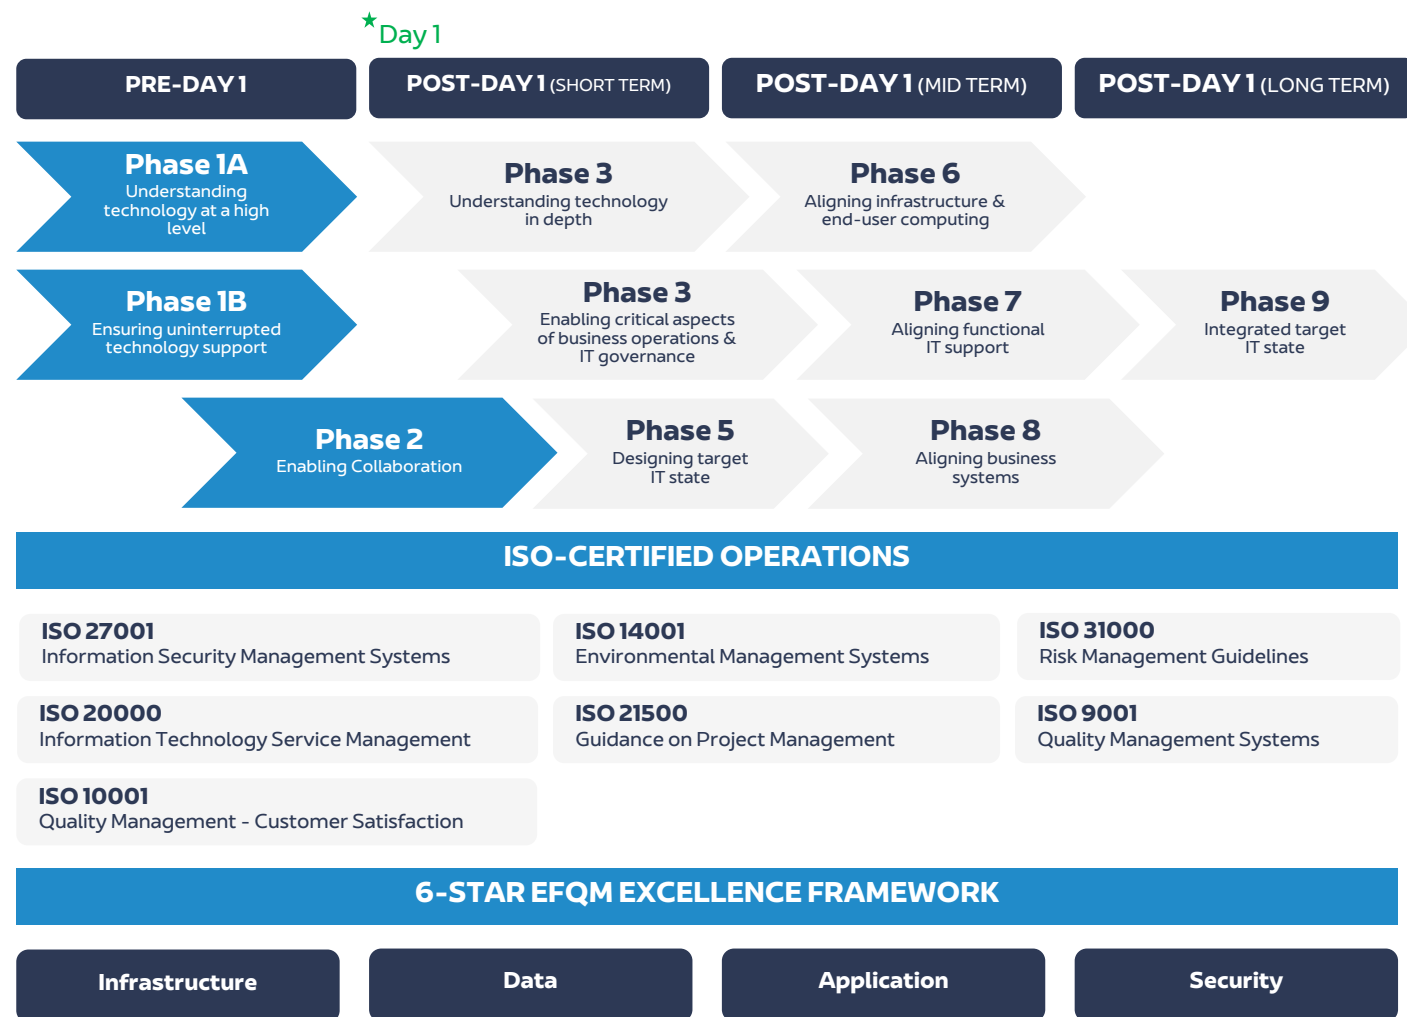 Day 1
PRE-DAY 1
POST-DAY 1 (SHORT TERM)
POST-DAY 1 (MID TERM)
POST-DAY 1 (LONG TERM)
Phase 1A
Understanding
technology at a high
level
Phase 3
Understanding technology
in depth
Phase 6
Aligning infrastructure &
end-user computing
Phase 1B
Ensuring uninterrupted
technology support
Phase 3
Enabling critical aspects
of business operations &
IT governance
Phase 7
Aligning functional
IT support
Phase 9
Integrated target
IT state
Phase 2
Enabling Collaboration
Phase 5
Designing target
IT state
Phase 8
Aligning business
systems
ISO-CERTIFIED OPERATIONS
ISO 27001
Information Security Management Systems
ISO 14001
Environmental Management Systems
ISO 31000
Risk Management Guidelines
ISO 20000
Information Technology Service Management
ISO 21500
Guidance on Project Management
ISO 9001
Quality Management Systems
ISO 10001
Quality Management - Customer Satisfaction
6-STAR EFQM EXCELLENCE FRAMEWORK
Infrastructure
Data
Application
Security